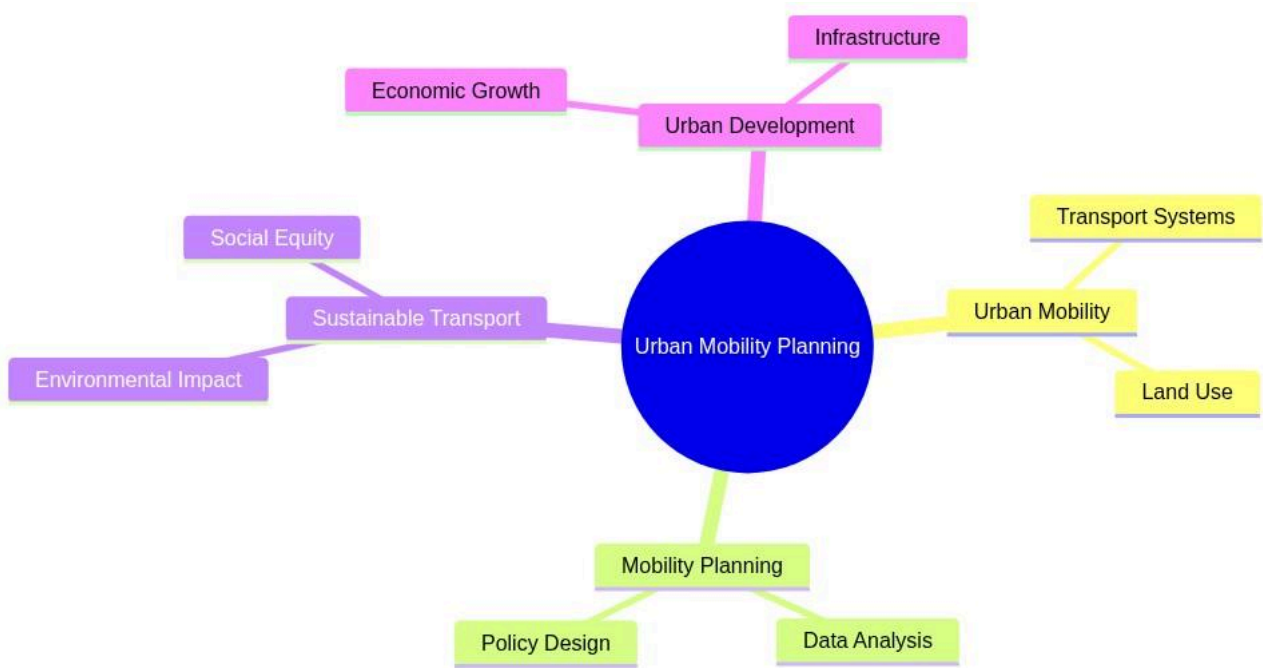 Infrastructure
Economic Growth
Urban Development
Transport Systems
Social Equity
Urban Mobility
Sustainable Transport
Urban Mobility Planning
Environmental Impact
Land Use
Mobility Planning
Policy Design
Data Analysis